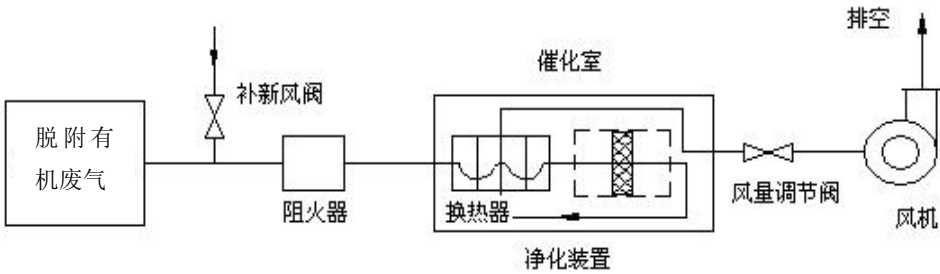 排空
催化室
补新风阀
脱附有
机废气
阻火器
换热器
风量调节阀
风机
净化装置